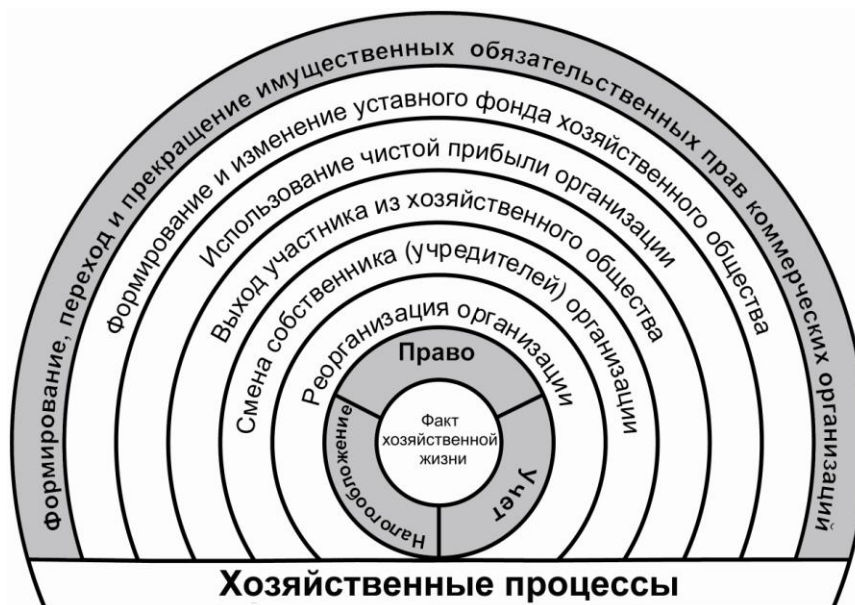 Формирование, переход и прекращение имущественных обязательственных прав коммерческих организаций
Формирование и изменение уставного фонда хозяйственного общества
Использование чистой прибыли организации
Выход участника из хозяйственного общества
Смена собственника (учредителей) организации
Реорганизация организации
Право
Налогообложение
Учет
Факт
хозяйственной
жизни
Хозяйственные процессы